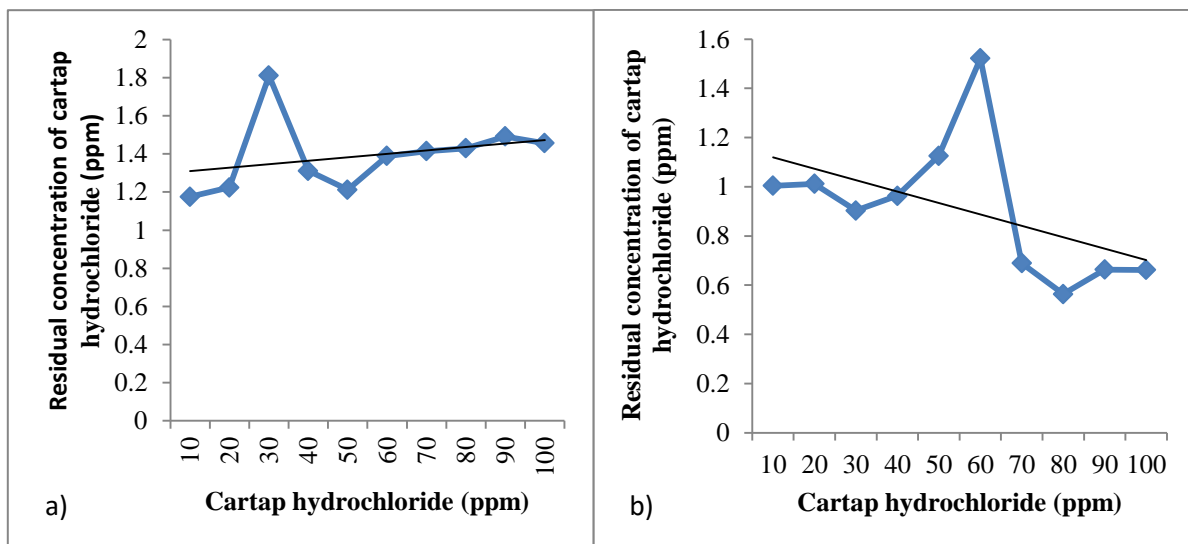 Residual concentration of cartap
hydrochloride (ppm)
2
1.8
1.6
1.4
1.2
1
0.8
0.6
0.4
0.2
0
10 20 30 40 50 60 70 80 90 100
Cartap hydrochloride (ppm)
a)
Residual concentration of cartap
hydrochloride (ppm)
1.6
1.4
1.2
1
0.8
0.6
0.4
0.2
0
10 20 30 40 50 60 70 80 90 100
Cartap hydrochloride (ppm)
b)